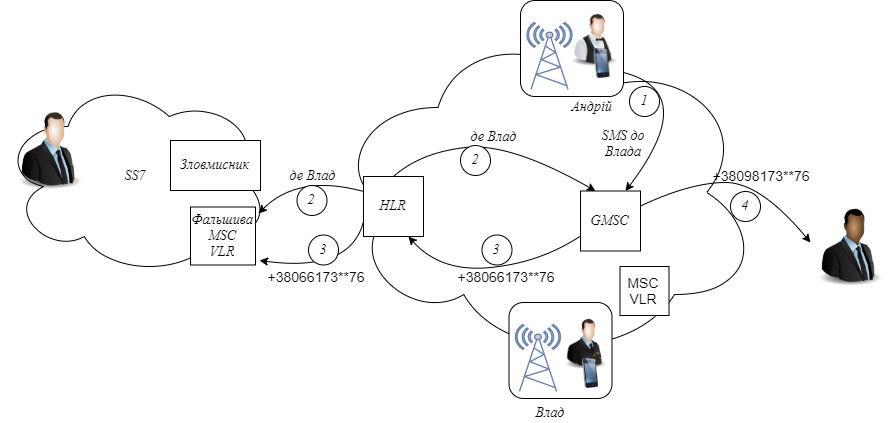 Андрій
1
SMS до
Влада
де Влад
2
+38098173**76
4
SS7
Зловмисник
де Влад
2
HLR
GMSC
Фальшива
MSC
VLR
3
+38066173**76
3
+38066173**76
MSC
VLR
Влад